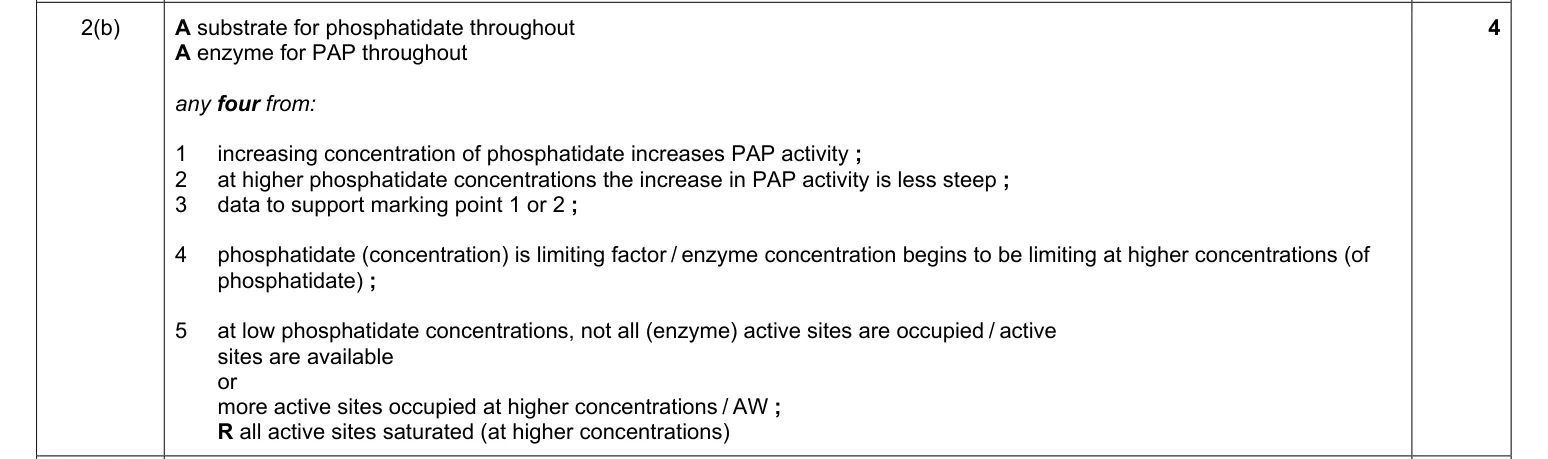 2(b)
A substrate for phosphatidate throughout
4
A enzyme for PAP throughout
any four from:
1 increasing concentration of phosphatidate increases PAP activity ;
2 at higher phosphatidate concentrations the increase in PAP activity is less steep ;
3 data to support marking point 1 or 2 ;
4 phosphatidate (concentration) is limiting factor / enzyme concentration begins to be limiting at higher concentrations (of
phosphatidate) ;
5 at low phosphatidate concentrations, not all (enzyme) active sites are occupied / active
sites are available
or
more active sites occupied at higher concentrations / AW ;
R all active sites saturated (at higher concentrations)